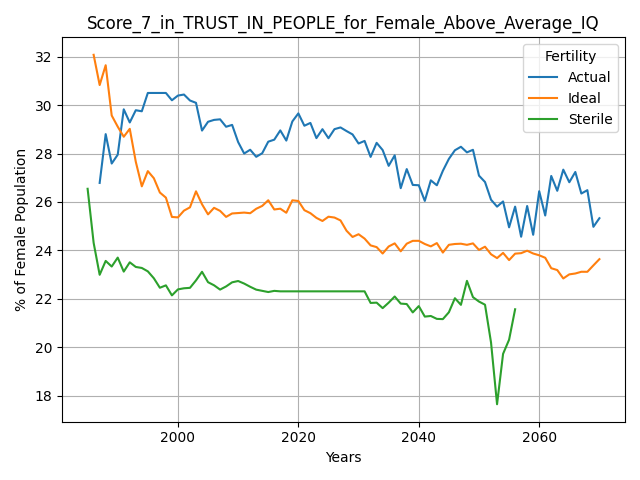 Score_7_in_TRUST_IN_PEOPLE_for_Female_Above_Average_IQ
Fertility
Actual
Ideal
Sterile
% of Female Population
32
30
28
26
24
22
20
18
2000
2020
2040
2060
Years